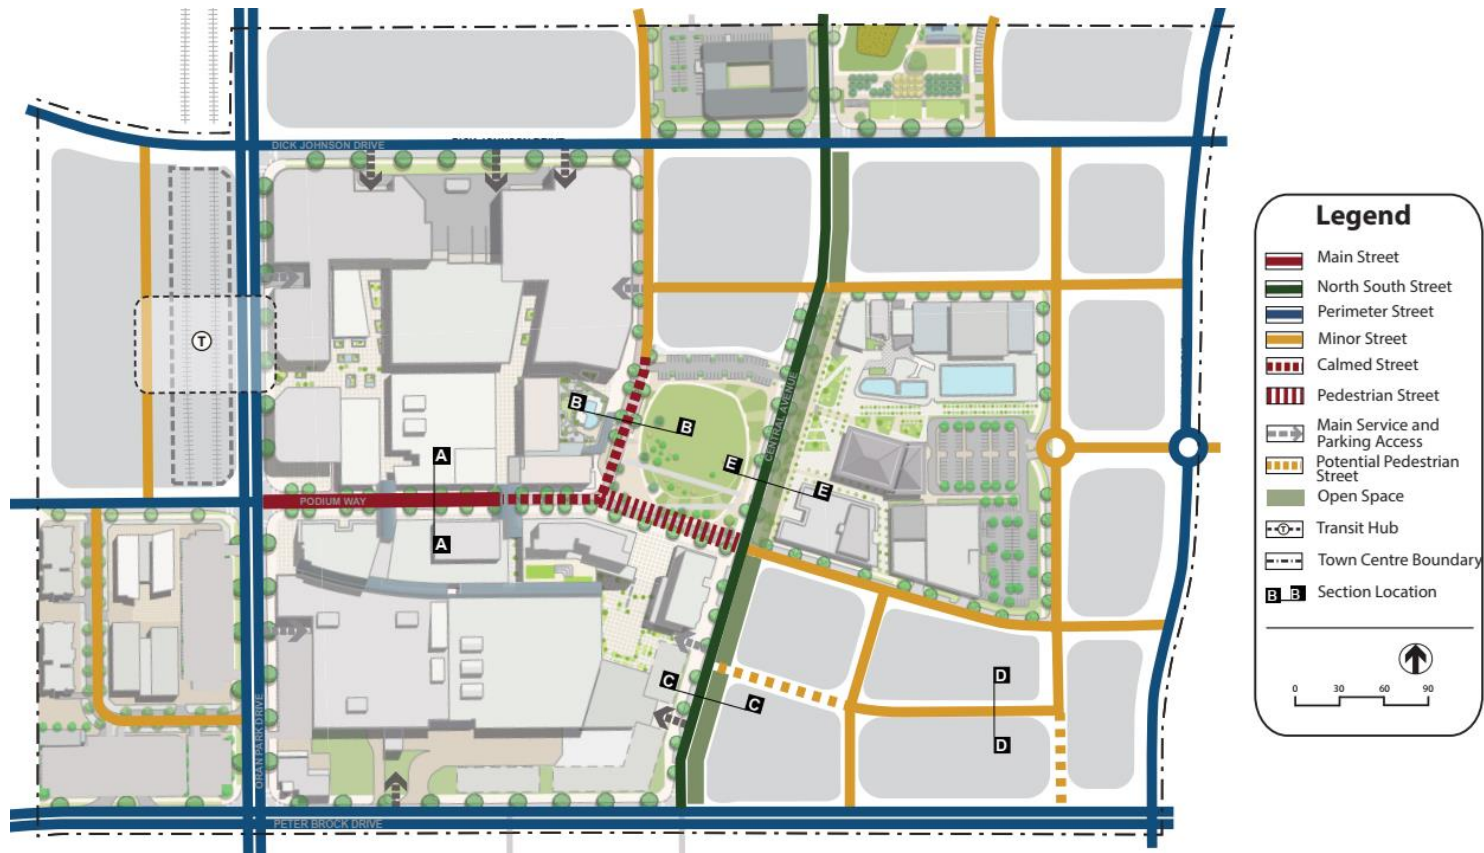 DICK JOHNSON DRIVE
T
B
B
A
E
CENTRAL AVENUE
E
PODIUM WAY
A
C
C
D
D
ORAN PARK DRIVE
PETER BROCK DRIVE
Legend
Main Street
North South Street
Perimeter Street
Minor Street
Calmed Street
Pedestrian Street
Main Service and
Parking Access
Potential Pedestrian
Street
Open Space
T
Transit Hub
Town Centre Boundary
B B Section Location
0 30 60 90